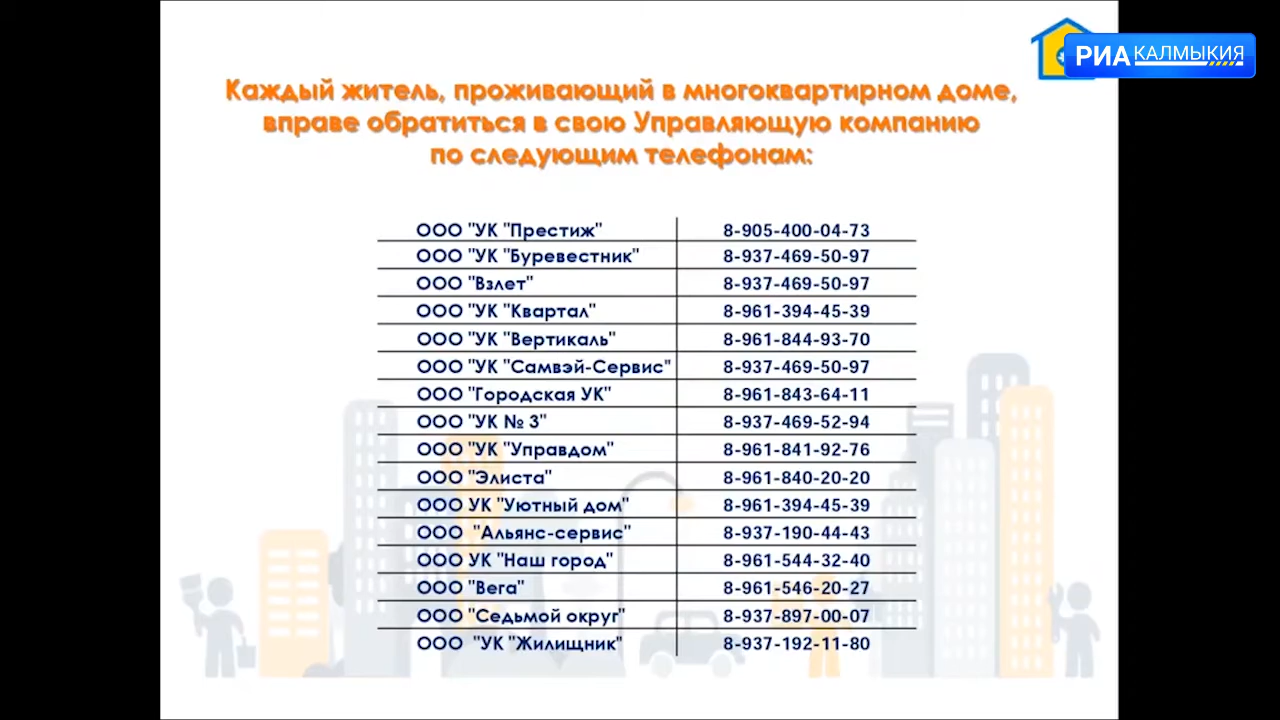 РИАКАЛМЫКИЯ
Каждый житель, проживающий в многоквартирном доме,
вправе обратиться в свою Управляющую компанию
по следующим телефонам:
ООО "УК "Престиж" 8-905-400-04-73
ООО "УК "Буревестник" 8-937-469-50-97
ООО "Взлет" 8-937-469-50-97
ООО "УК "Квартал" 8-961-394-45-39
ООО "УК "Вертикаль" 8-961-844-93-70
ООО "УК "Самвэй-Сервис" 8-937-469-50-97
ООО "Городская УК" 8-961-843-64-11
ООО "УК № 3" 8-937-469-52-94
ООО "УК "Управдом" 8-961-841-92-76
ООО "Элиста" 8-961-840-20-20
ООО УК "Уютный дом" 8-961-394-45-39
ООО "Альянс-сервис" 8-937-190-44-43
ООО УК "Наш город" 8-961-544-32-40
ООО "Вега" 8-961-546-20-27
ООО "Седьмой округ" 8-937-897-00-07
ООО "УК "Жилищник" 8-937-192-11-80